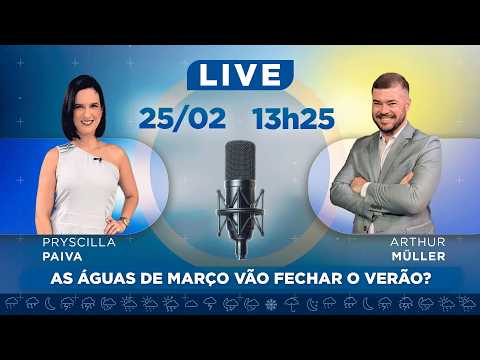 LIVE
25/02 13h25
PRYSCILLA
PAIVA
ARTHUR
MÜLLER
AS ÁGUAS DE MARÇO VÃO FECHAR O VERÃO?